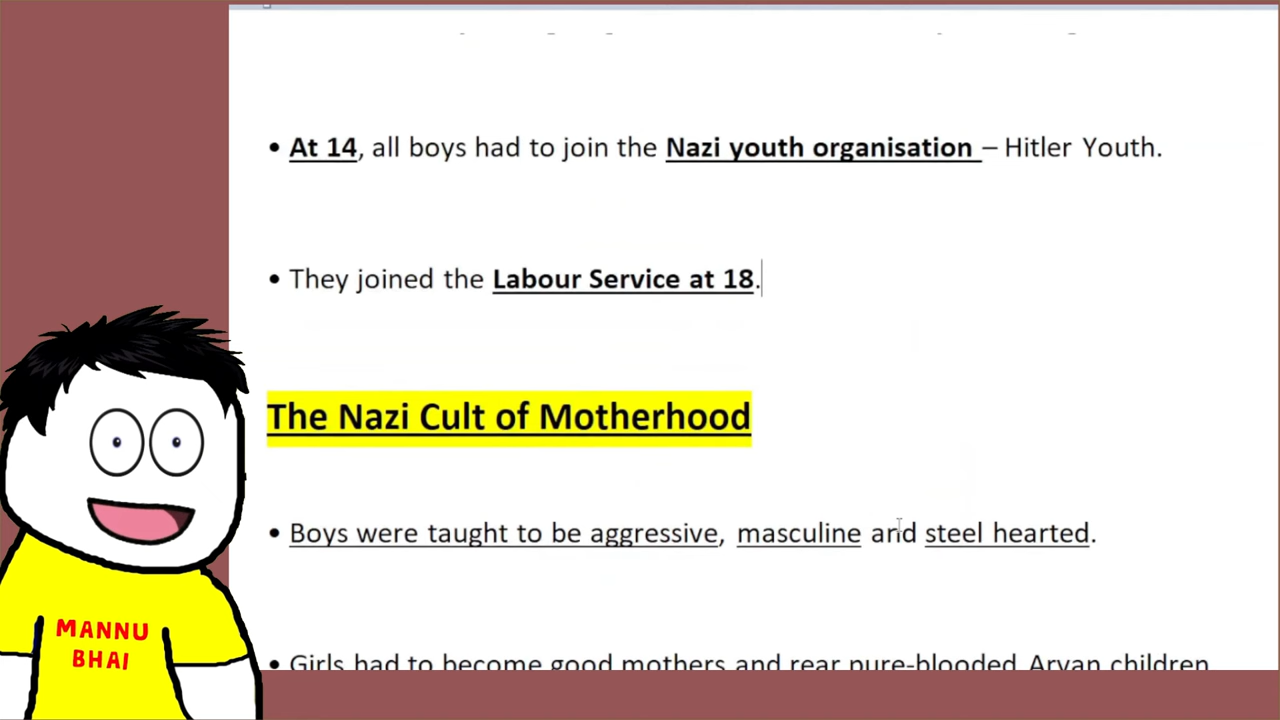 • At 14, all boys had to join the Nazi youth organisation – Hitler Youth.
• They joined the Labour Service at 18.
The Nazi Cult of Motherhood
• Boys were taught to be aggressive, masculine and steel hearted.
• Girls had to become good mothers and rear pure-blooded Aryan children
MANNU
BHAI